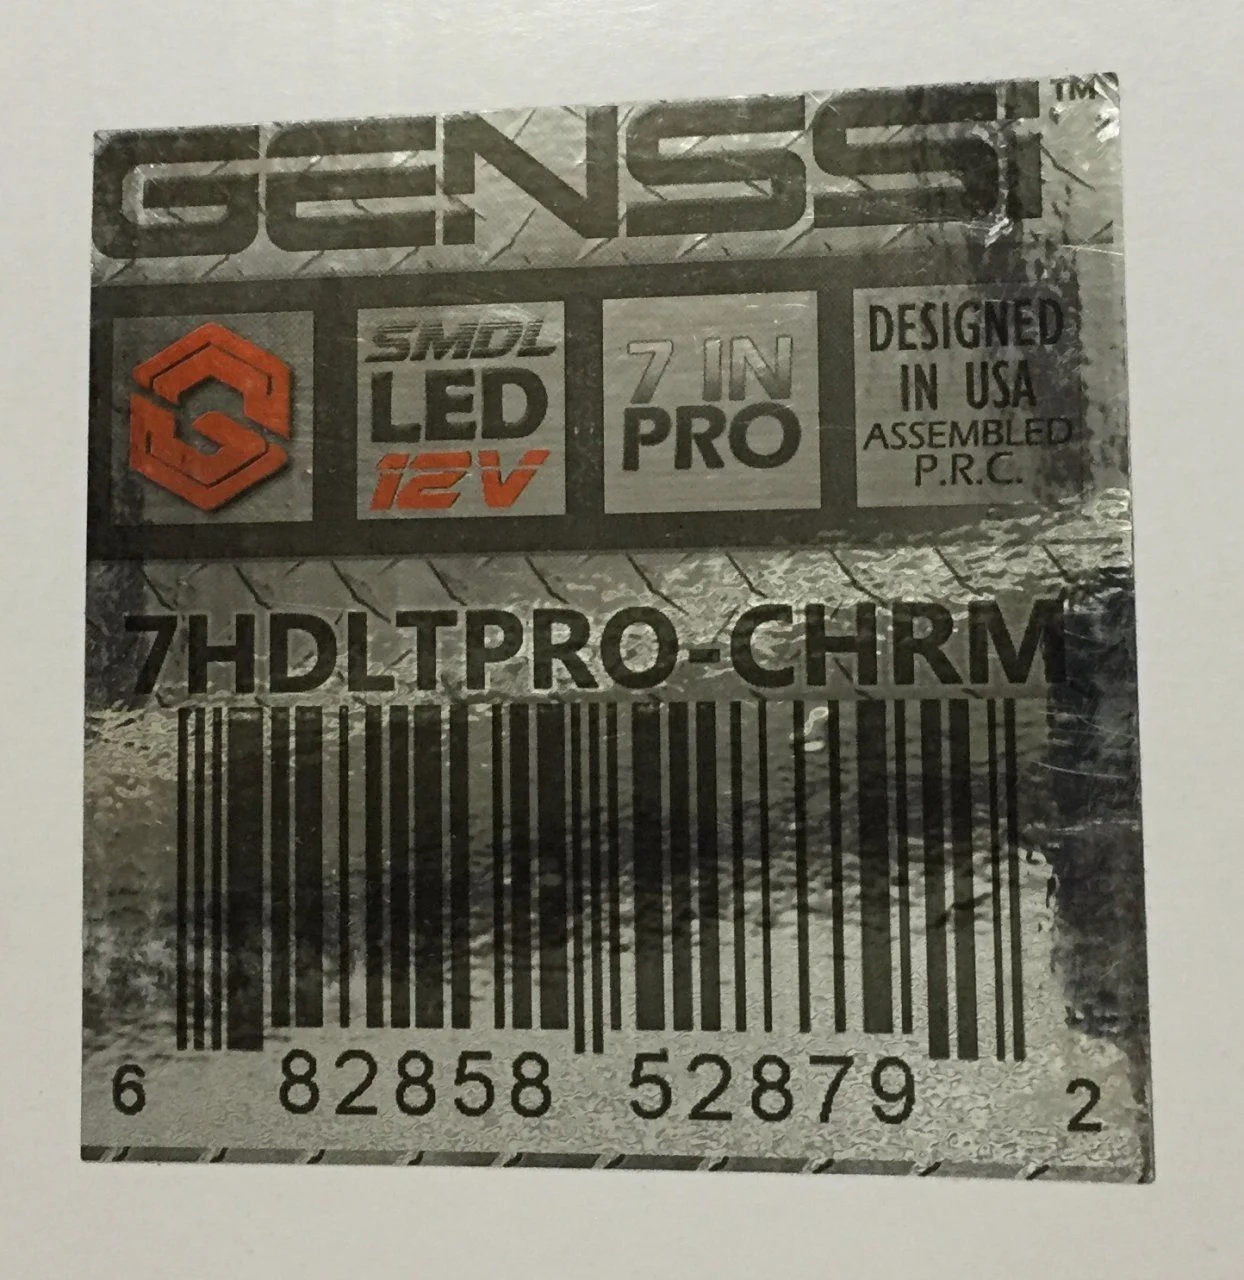 GENSSI™
SMDL
LED
12V
7 IN
PRO
DESIGNED
IN USA
ASSEMBLED
P.R.C.
7HDLTPRO-CHRM
6 82858 52879 2